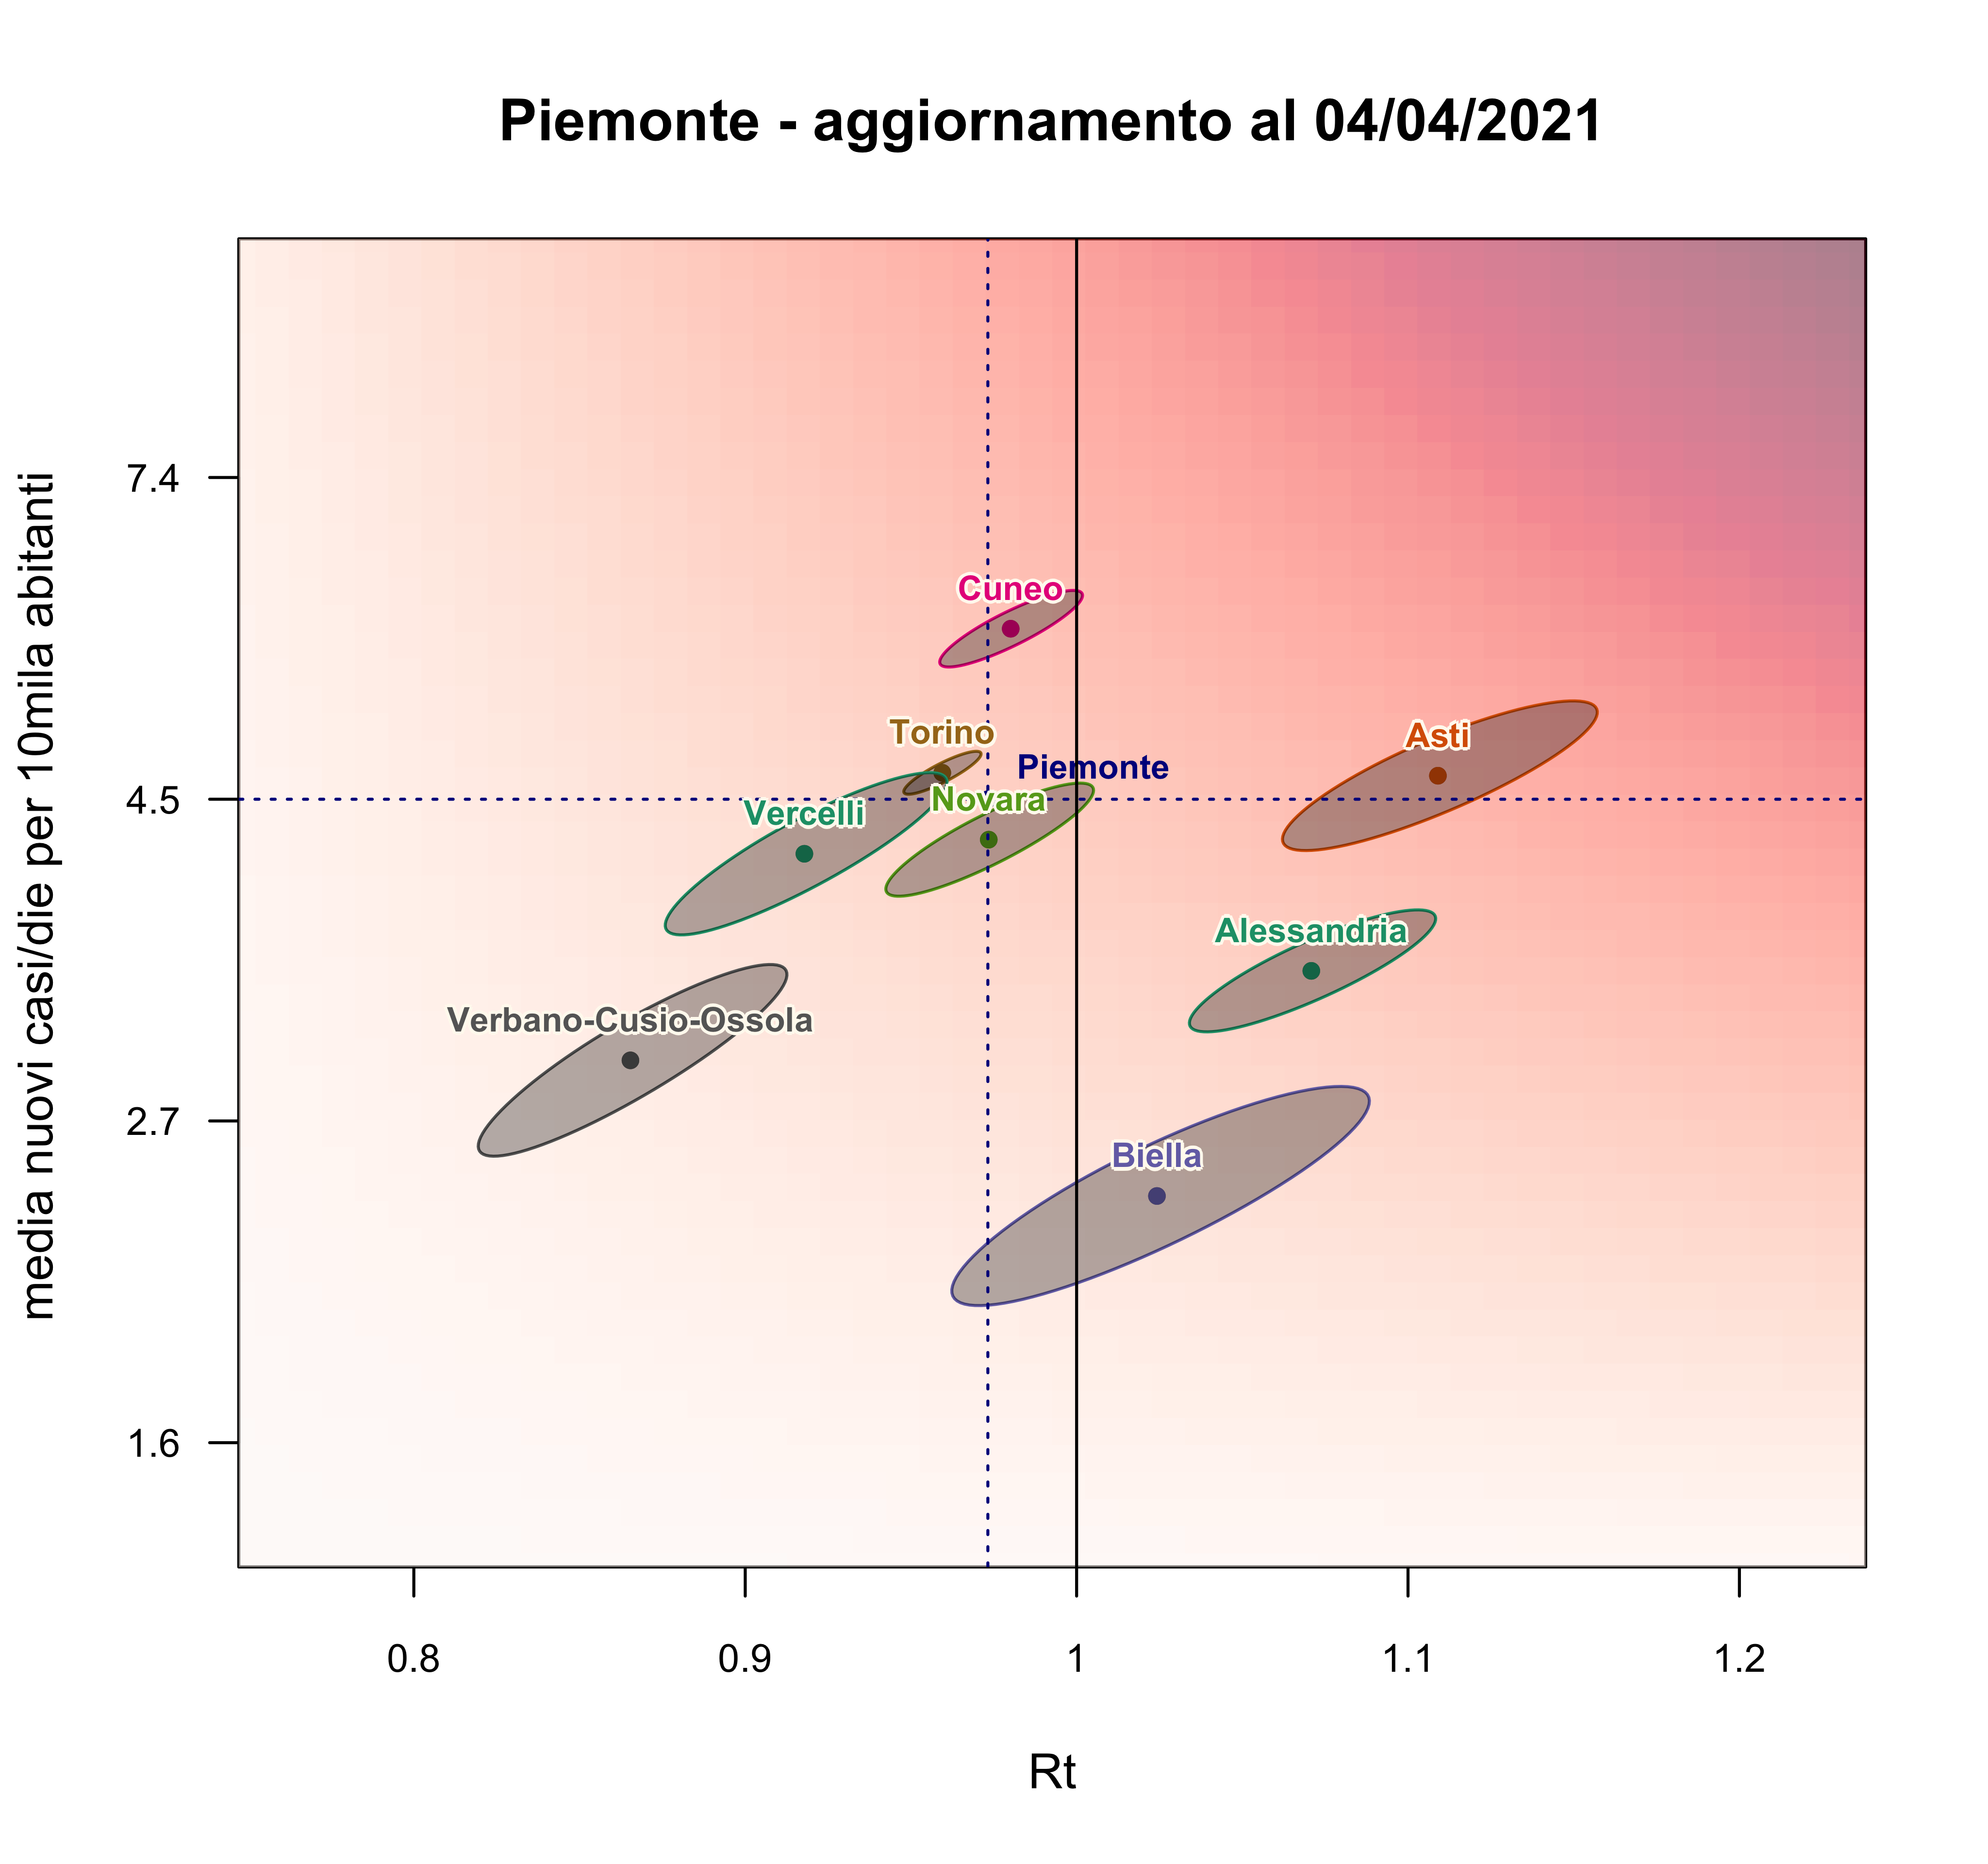 Piemonte - aggiornamento al 04/04/2021
media nuovi casi/die per 10mila abitanti
7.4
4.5
2.7
1.6
Cuneo
Torino
Asti
Piemonte
Novara
Vercelli
Alessandria
Verbano-Cusio-Ossola
Biella
0.8
0.9
1
1.1
1.2
Rt